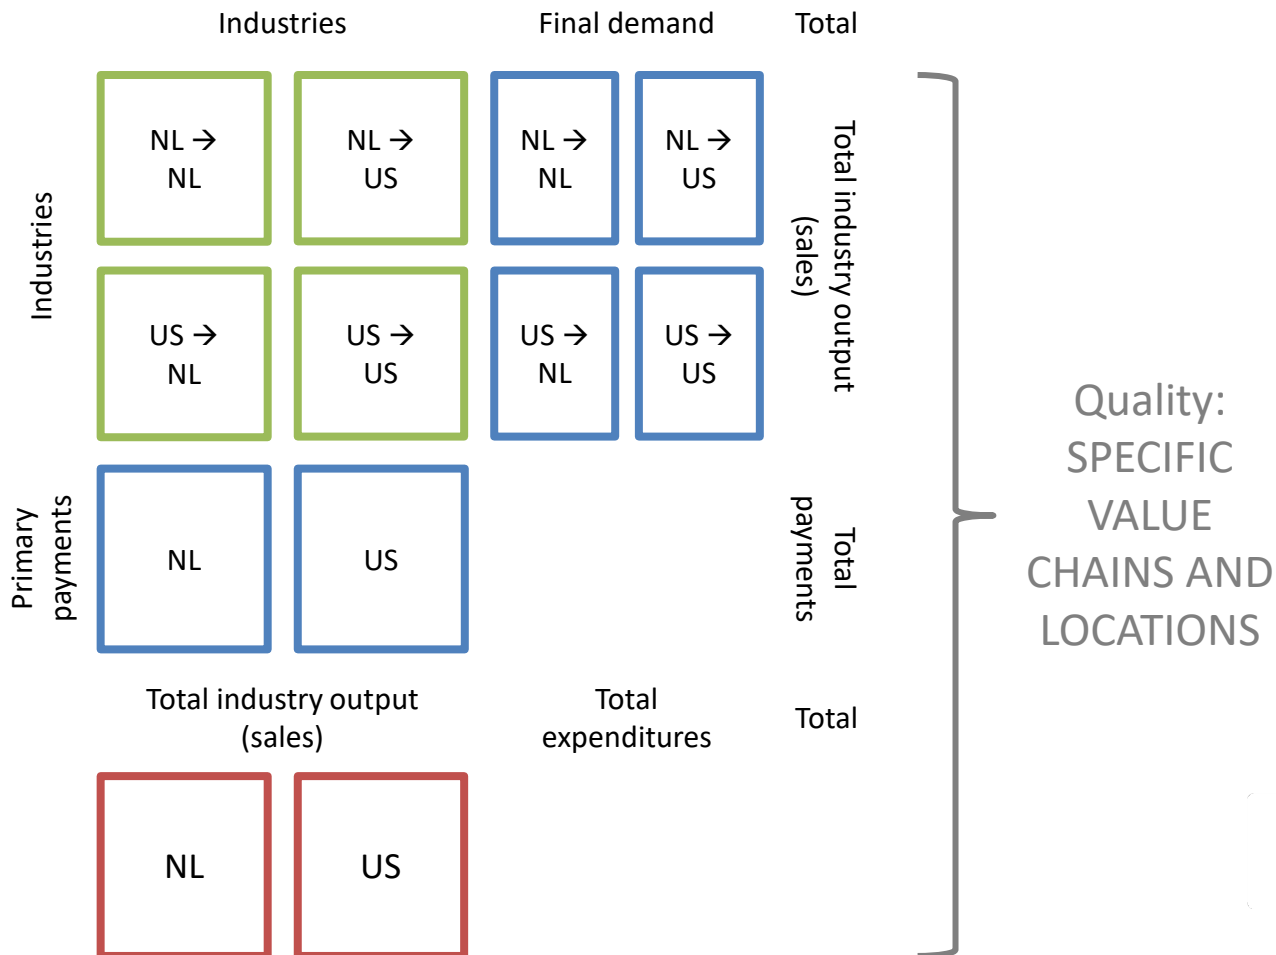 Industries Final demand Total
Industries
NL →
NL
NL →
US
NL →
NL
NL →
US
Total industry output
(sales)
US →
NL
US →
US
US →
NL
US →
US
Primary
payments
NL
US
Total
payments
Total industry output
(sales)
Total
expenditures
Total
NL
US
Quality:
SPECIFIC
VALUE
CHAINS AND
LOCATIONS